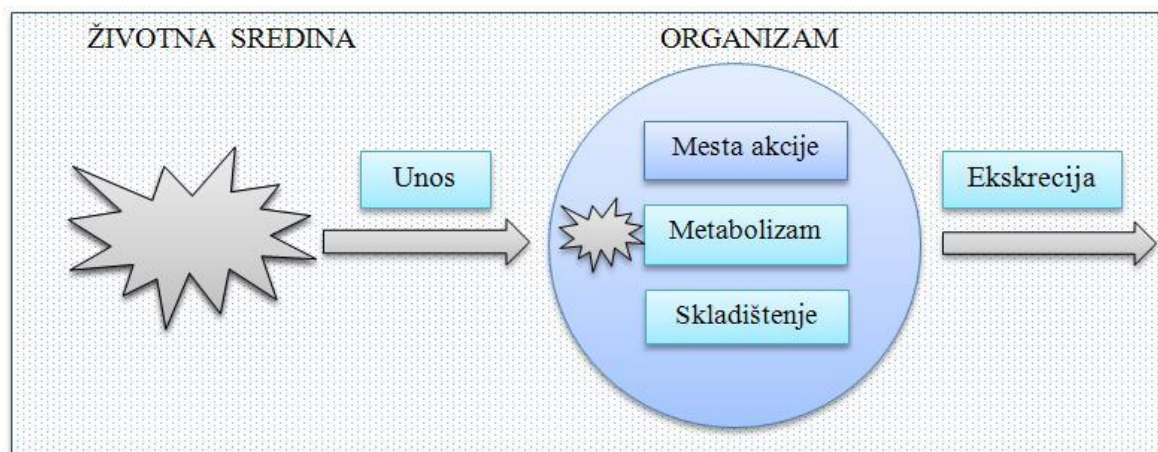 ŽIVOTNA SREDINA
ORGANIZAM
Unos
Mesta akcije
Metabolizam
Skladištenje
Ekskrecija